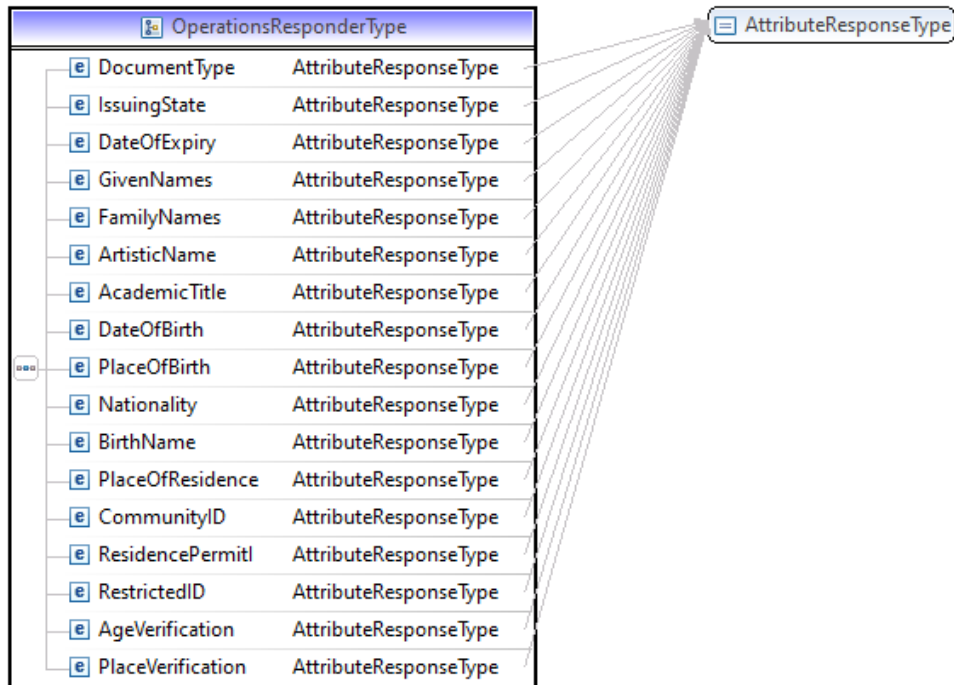 OperationsResponderType
AttributeResponseType
DocumentType AttributeResponseType
IssuingState AttributeResponseType
DateOfExpiry AttributeResponseType
GivenNames AttributeResponseType
FamilyNames AttributeResponseType
ArtisticName AttributeResponseType
AcademicTitle AttributeResponseType
DateOfBirth AttributeResponseType
PlaceOfBirth AttributeResponseType
Nationality AttributeResponseType
BirthName AttributeResponseType
PlaceOfResidence AttributeResponseType
CommunityID AttributeResponseType
ResidencePermitI AttributeResponseType
RestrictedID AttributeResponseType
AgeVerification AttributeResponseType
PlaceVerification AttributeResponseType